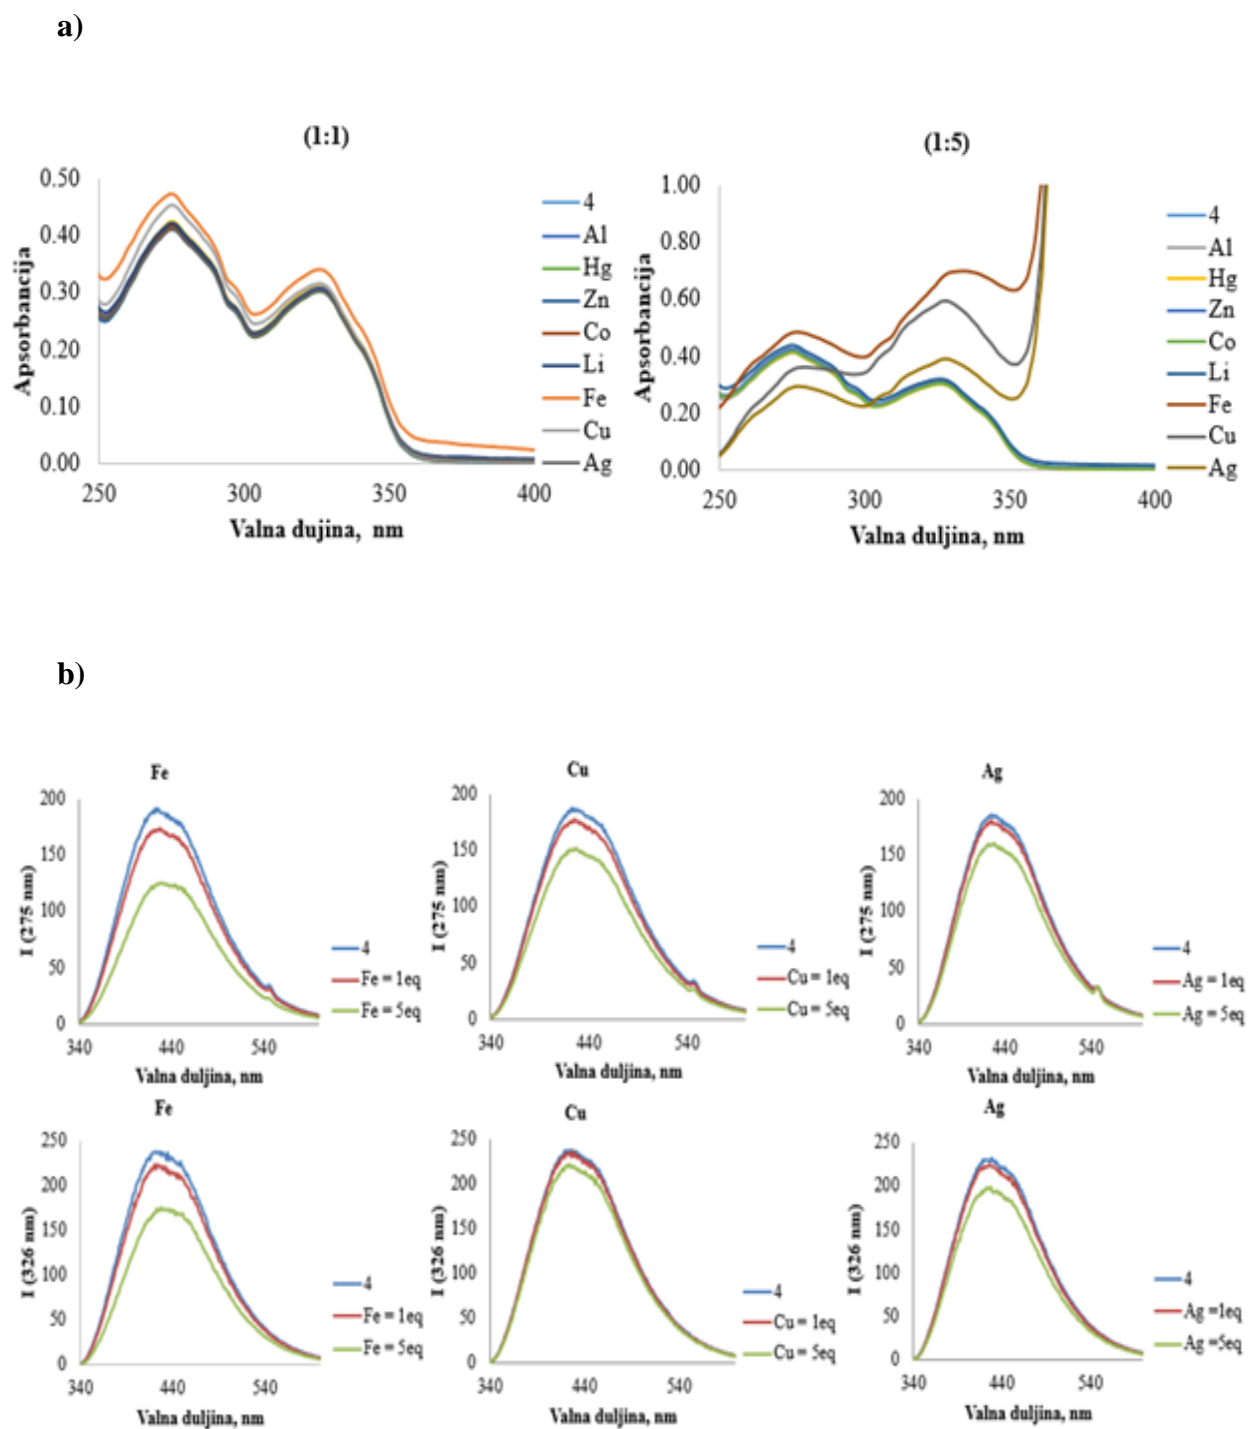 a)
(1:1)
0.50
0.40
0.30
0.20
0.10
0.00
250
300
350
400
Apsorbancija
Valna dujina, nm
4
Al
Hg
Zn
Co
Li
Fe
Cu
Ag
(1:5)
1.00
0.80
0.60
0.40
0.20
0.00
250
300
350
400
Apsorbancija
Valna duljina, nm
4
Al
Hg
Zn
Co
Li
Fe
Cu
Ag
b)
Fe
200
150
100
50
0
340
440
540
I (275 nm)
Valna duljina, nm
4
Fe = 1eq
Fe = 5eq
Cu
200
150
100
50
0
340
440
540
I (275 nm)
Valna duljina, nm
4
Cu = 1eq
Cu = 5eq
Ag
200
150
100
50
0
340
440
540
I (275 nm)
Valna duljina, nm
4
Ag = 1eq
Ag = 5eq
Fe
250
200
150
100
50
0
340
440
540
I (326 nm)
Valna duljina, nm
4
Fe = 1eq
Fe = 5eq
Cu
250
200
150
100
50
0
340
440
540
I (326 nm)
Valna duljina, nm
4
Cu = 1eq
Cu = 5eq
Ag
250
200
150
100
50
0
340
440
540
I (326 nm)
Valna duljina, nm
4
Ag =1eq
Ag =5eq